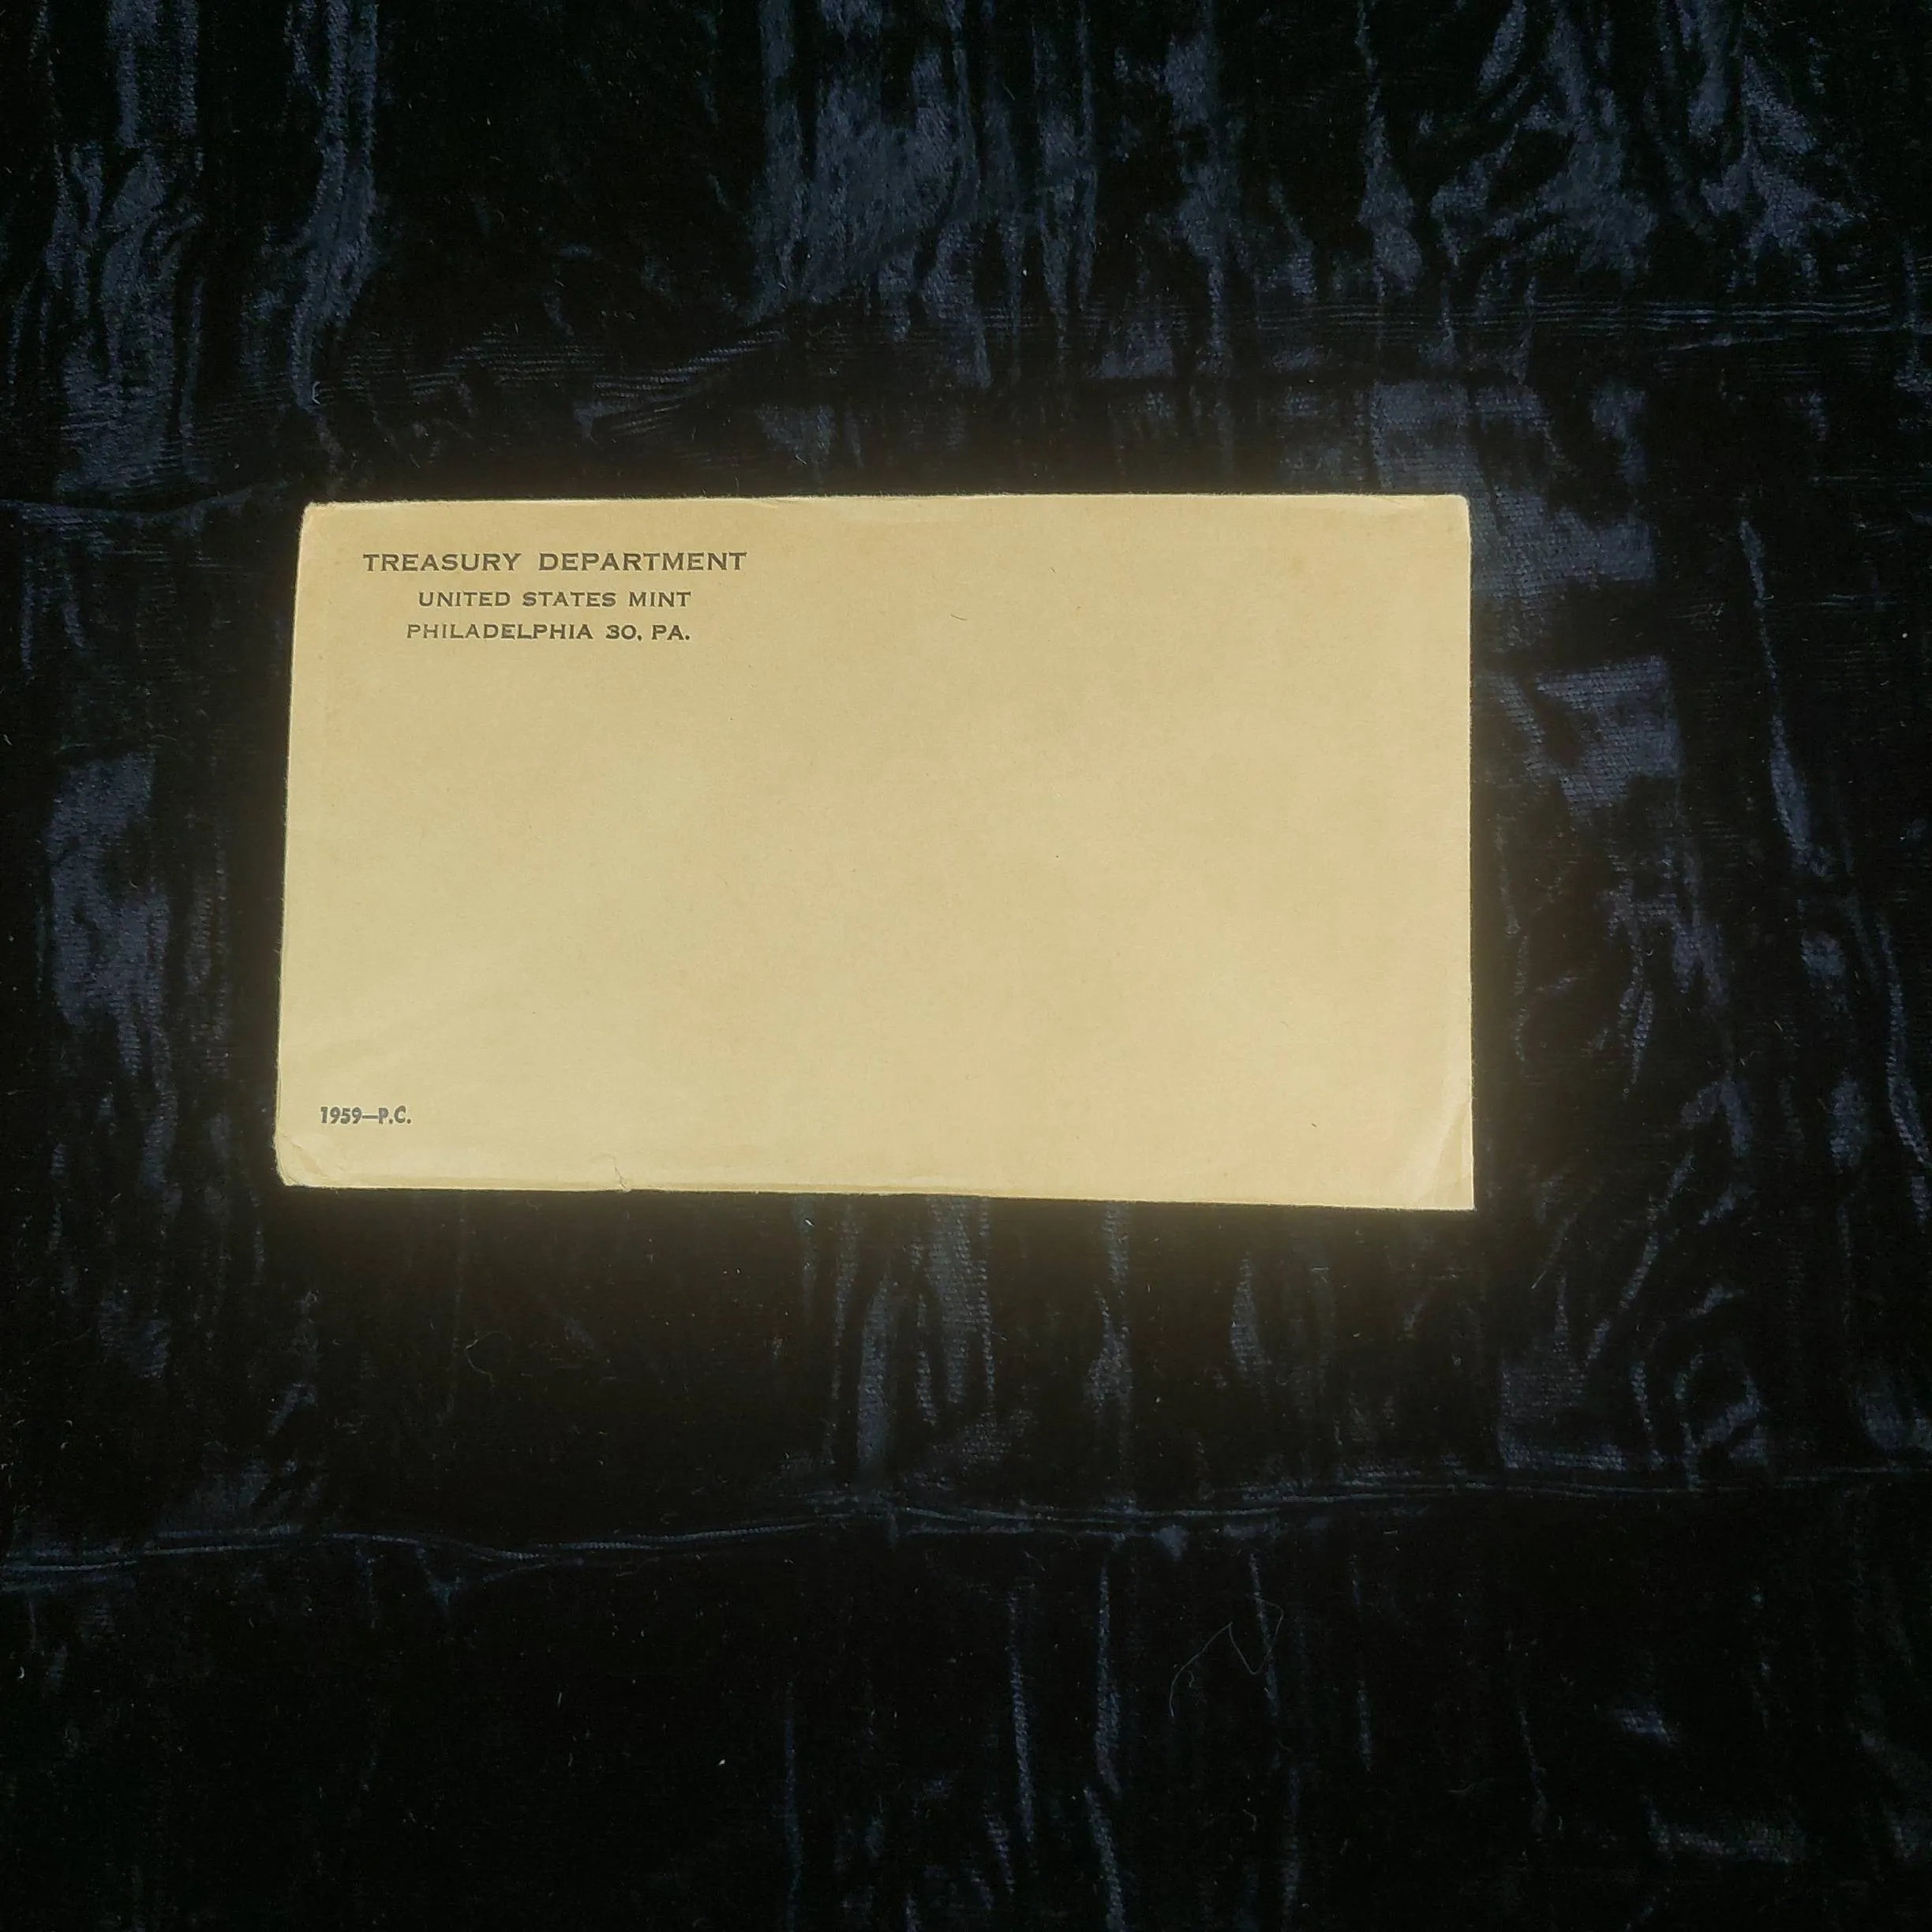 TREASURY DEPARTMENT
UNITED STATES MINT
PHILADELPHIA 30, PA.
1959—P.C.